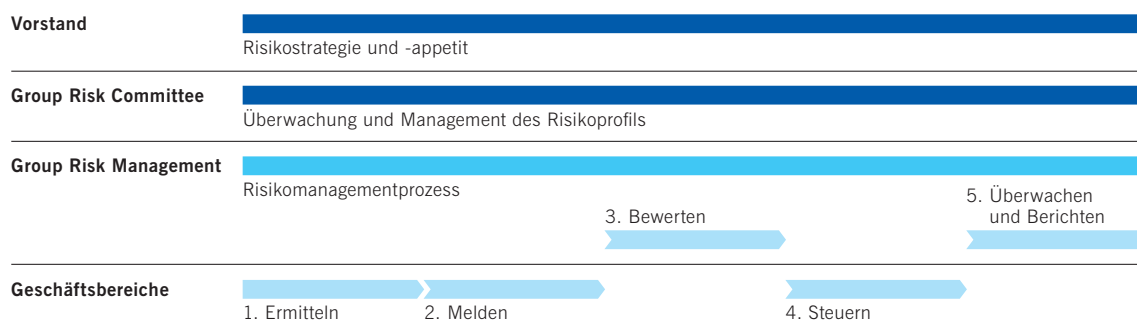 Vorstand
Risikostrategie und -appetit
Group Risk Committee
Überwachung und Management des Risikoprofils
Group Risk Management
Risikomanagementprozess
3. Bewerten
5. Überwachen
und Berichten
Geschäftsbereiche
1. Ermitteln
2. Melden
4. Steuern